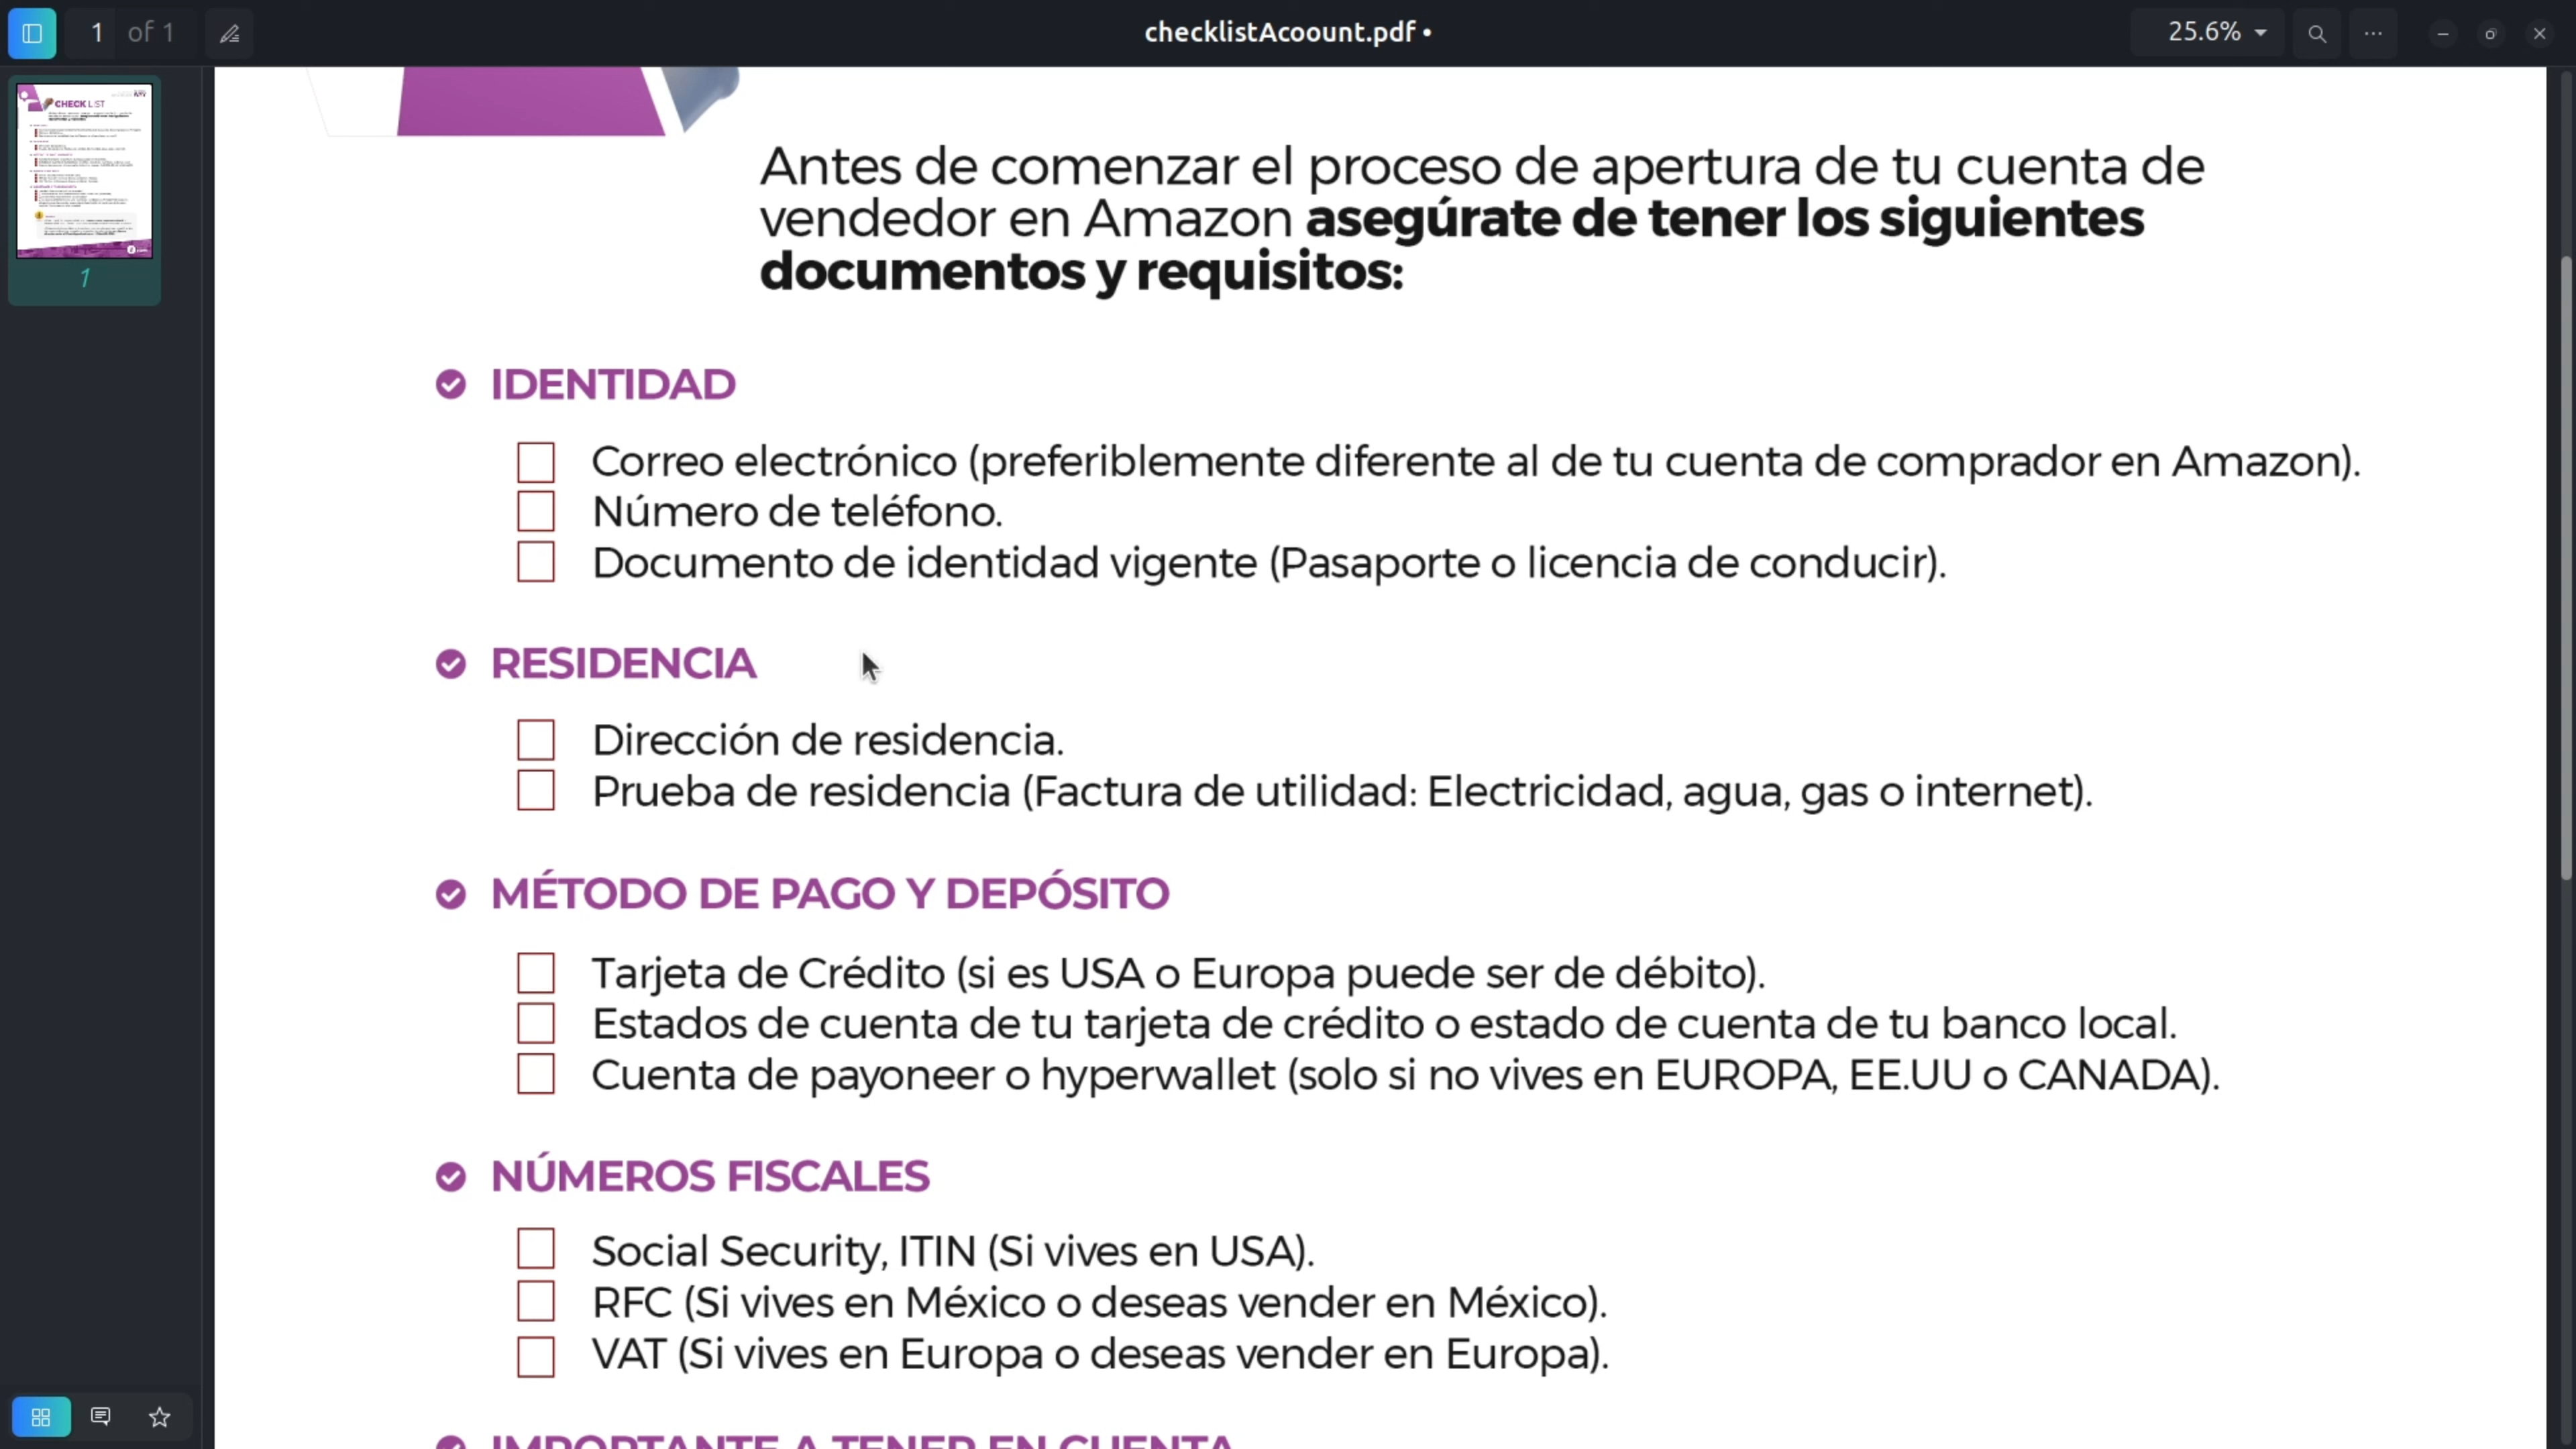 1 of 1
checklistAcoount.pdf •
25.6%
CHECK LIST
1
Antes de comenzar el proceso de apertura de tu cuenta de
vendedor en Amazon asegúrate de tener los siguientes
documentos y requisitos:
IDENTIDAD
Correo electrónico (preferiblemente diferente al de tu cuenta de comprador en Amazon).
Número de teléfono.
Documento de identidad vigente (Pasaporte o licencia de conducir).
RESIDENCIA
Dirección de residencia.
Prueba de residencia (Factura de utilidad: Electricidad, agua, gas o internet).
MÉTODO DE PAGO Y DEPÓSITO
Tarjeta de Crédito (si es USA o Europa puede ser de débito).
Estados de cuenta de tu tarjeta de crédito o estado de cuenta de tu banco local.
Cuenta de payoneer o hyperwallet (solo si no vives en EUROPA, EE.UU o CANADA).
NÚMEROS FISCALES
Social Security, ITIN (Si vives en USA).
RFC (Si vives en México o deseas vender en México).
VAT (Si vives en Europa o deseas vender en Europa).
IMPORTANTE A TENER EN CUENTA